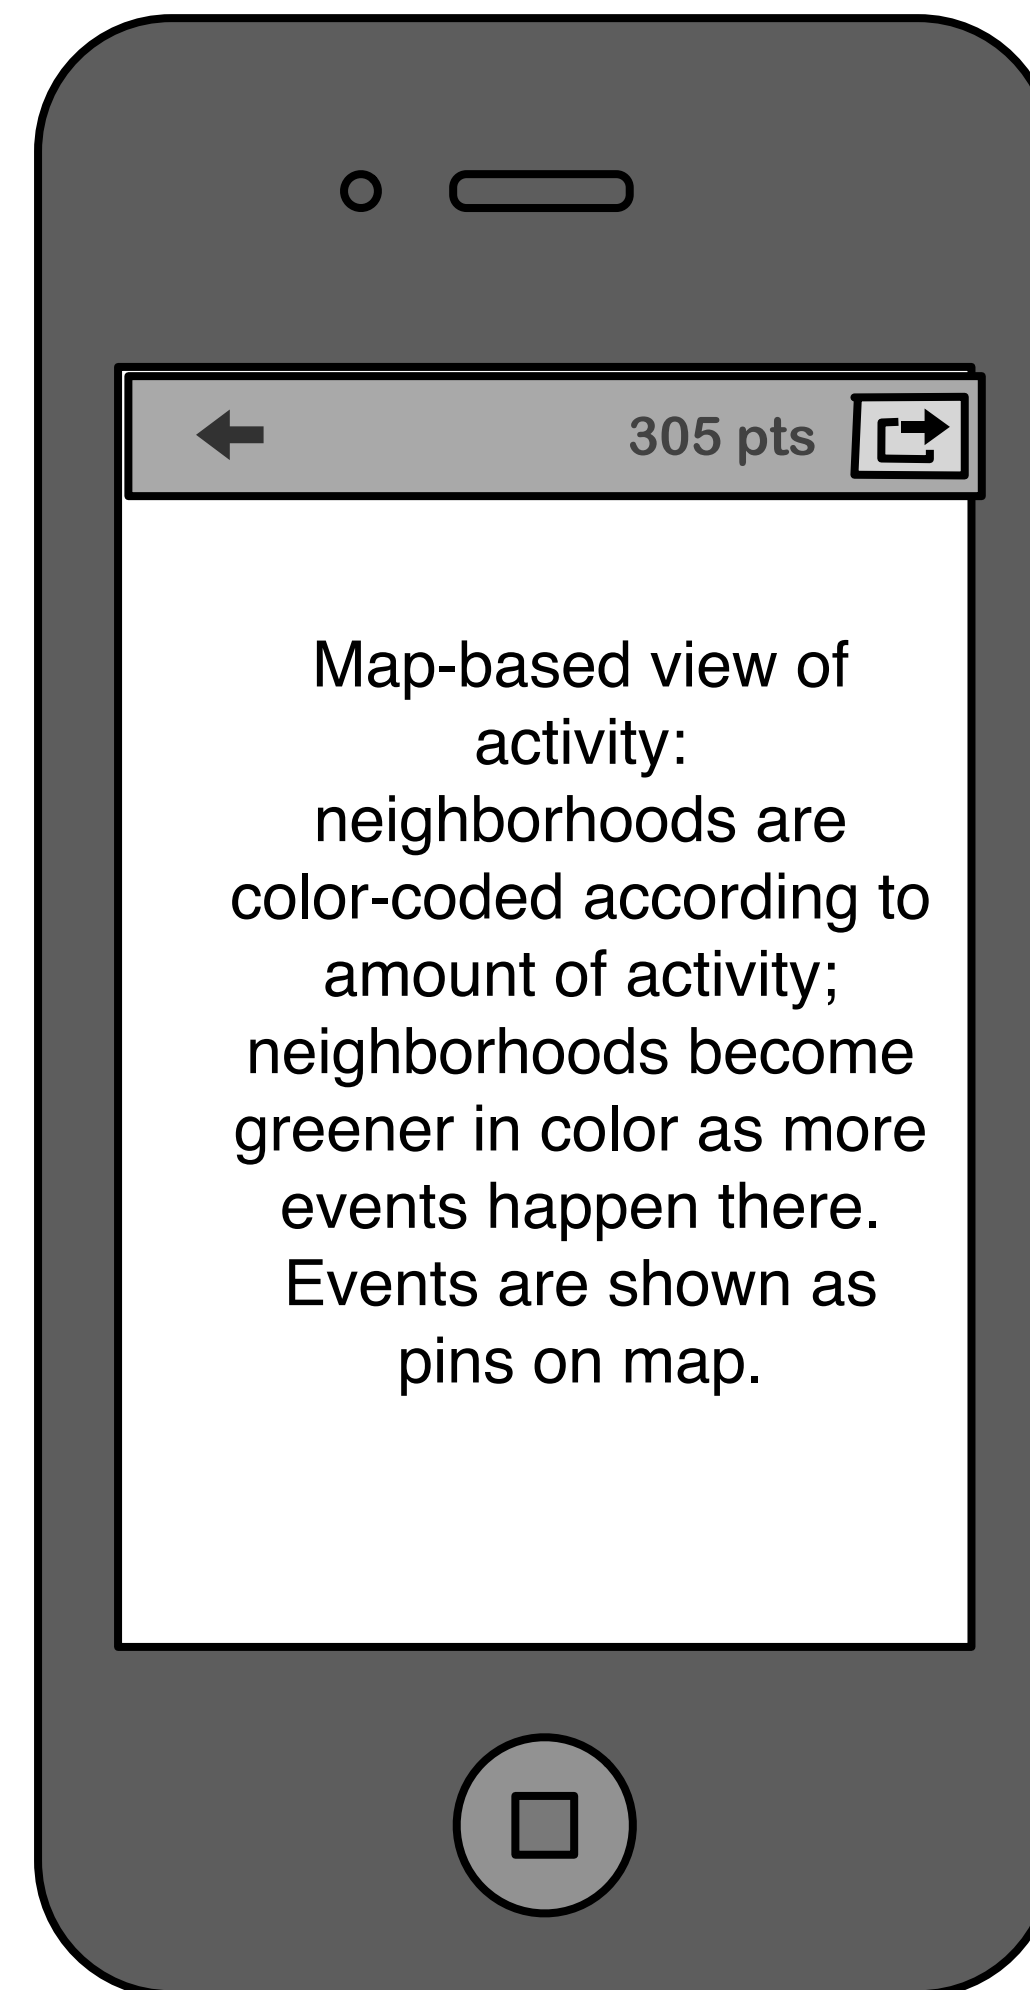 305 pts
Map-based view of
activity:
neighborhoods are
color-coded according to
amount of activity;
neighborhoods become
greener in color as more
events happen there.
Events are shown as
pins on map.